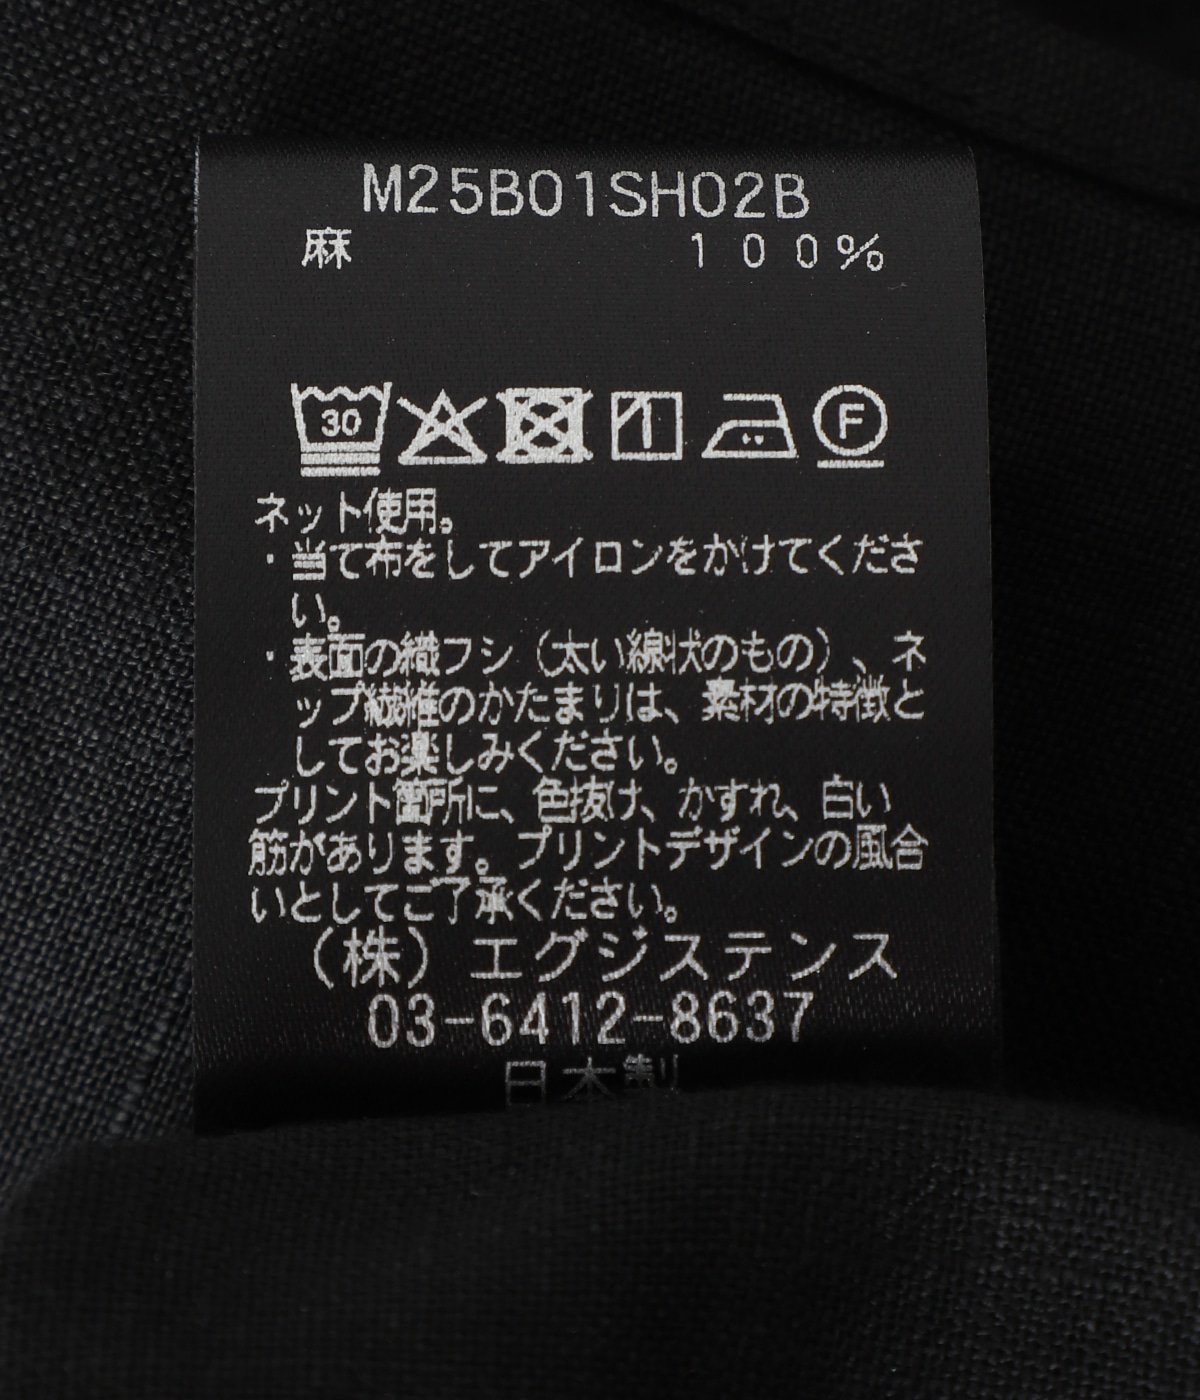 M25B01SH02B
麻 100%
30
F
ネット使用。
・当て布をしてアイロンをかけてくださ
い。
・表面の織フシ（太い線状のもの）、ネ
ップ繊維のかたまりは、素材の特徴と
してお楽しみください。
プリント箇所に、色抜け、かすれ、白い
筋があります。プリントデザインの風合
いとしてご了承ください。
（株）エグジステンス
03-6412-8637
日本製